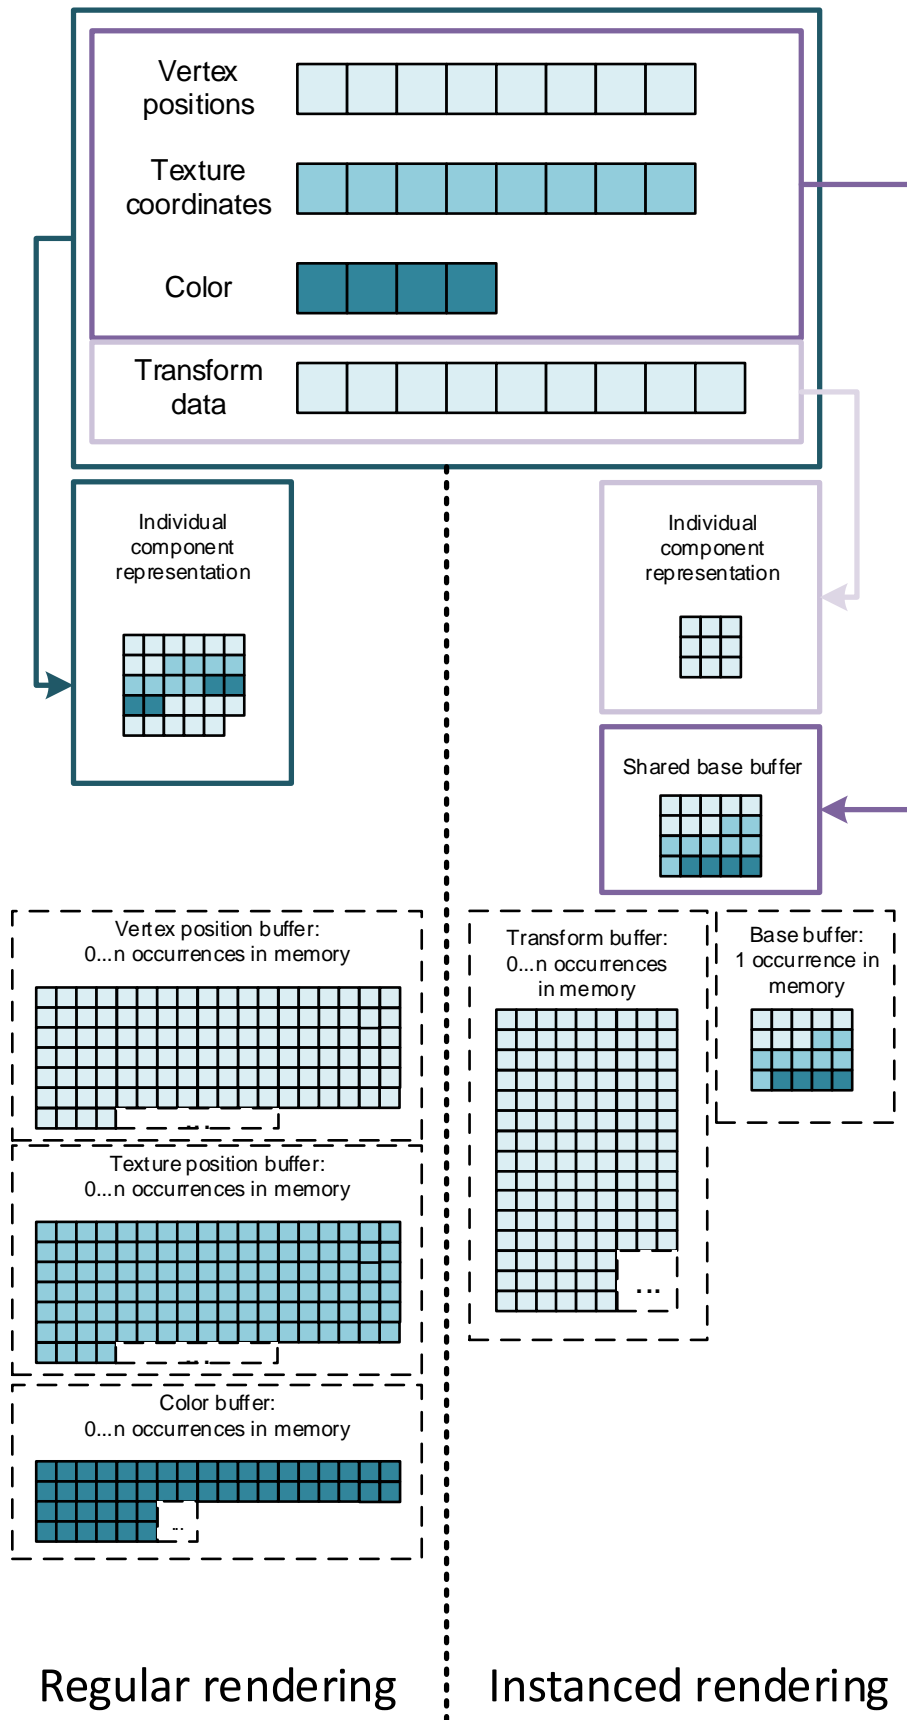 Vertex
positions
Texture
coordinates
Color
Transform
data
Individual
component
representation
Individual
component
representation
Shared base buffer
Vertex position buffer:
0...n occurrences in memory
...
Texture position buffer:
0...n occurrences in memory
...
Color buffer:
0...n occurrences in memory
...
Transform buffer:
0...n occurrences
in memory
...
Base buffer:
1 occurrence in
memory
Regular rendering
Instanced rendering